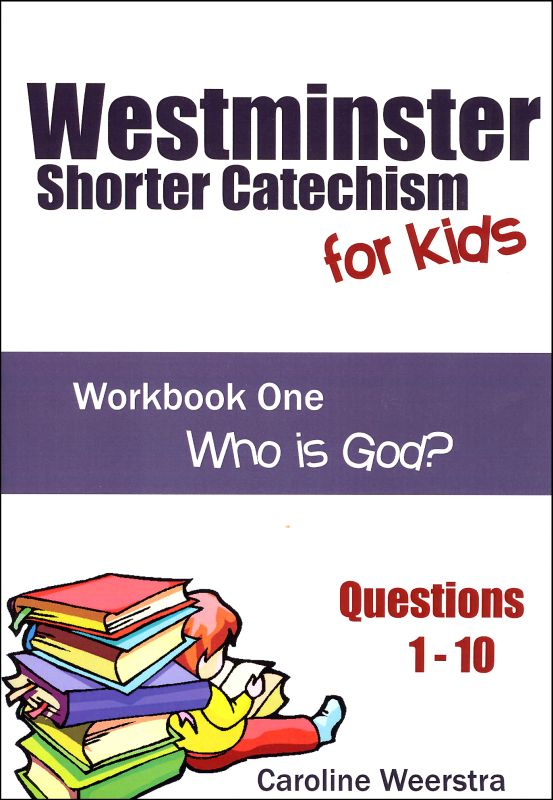 Westminster
Shorter Catechism
for kids
Workbook One
Who is God?
Questions
1 - 10
Caroline Weerstra